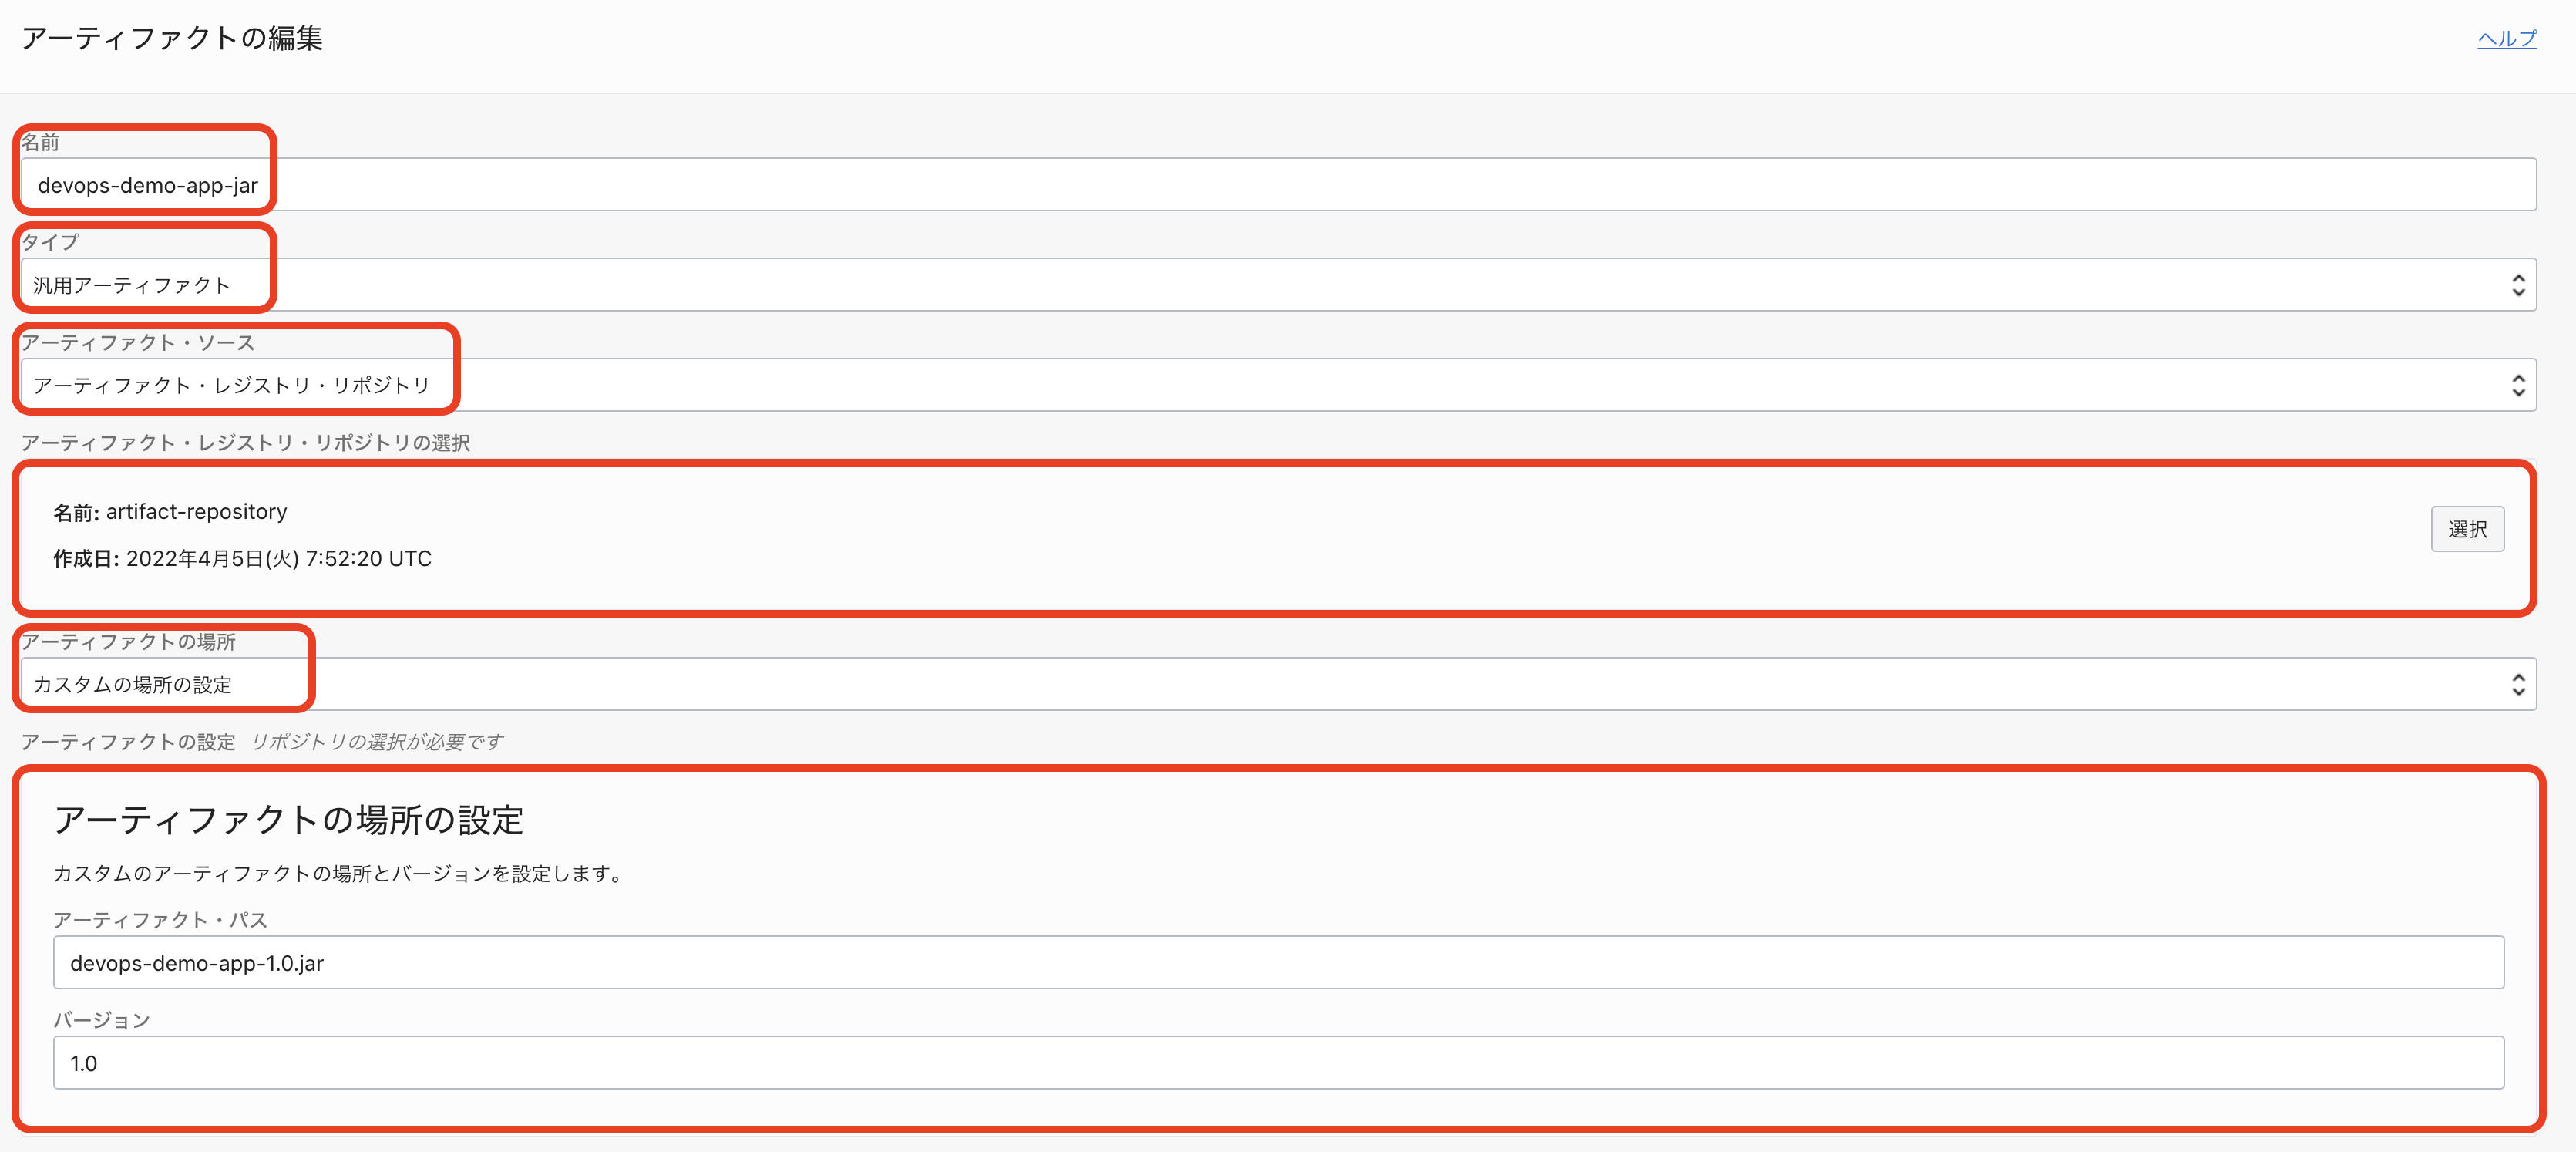 アーティファクトの編集
ヘルプ
名前
devops-demo-app-jar
タイプ
汎用アーティファクト
アーティファクト・ソース
アーティファクト・レジストリ・リポジトリ
アーティファクト・レジストリ・リポジトリの選択
名前: artifact-repository
選択
作成日: 2022年4月5日(火) 7:52:20 UTC
アーティファクトの場所
カスタムの場所の設定
アーティファクトの設定 リポジトリの選択が必要です
アーティファクトの場所の設定
カスタムのアーティファクトの場所とバージョンを設定します。
アーティファクト・パス
devops-demo-app-1.0.jar
バージョン
1.0